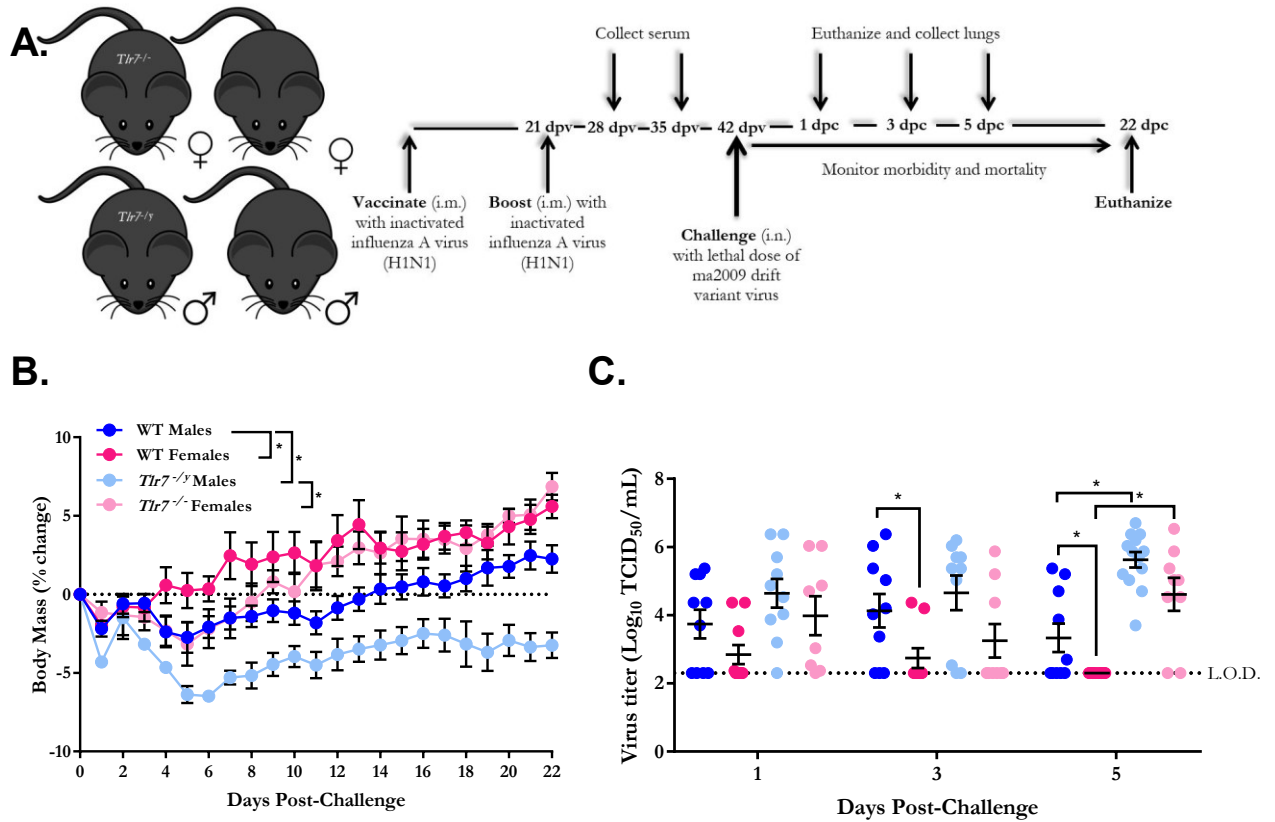 A.
Tlr7-/-
♀
♀
Tlr7-/y
♂
♂
Collect serum
Euthanize and collect lungs
21 dpv
28 dpv
35 dpv
42 dpv
1 dpc
3 dpc
5 dpc
22 dpc
Monitor morbidity and mortality
Vaccinate (i.m.)
with inactivated
influenza A virus
(H1N1)
Boost (i.m.) with
inactivated
influenza A virus
(H1N1)
Challenge (i.n.)
with lethal dose of
ma2009 drift
variant virus
Euthanize
B.
WT Males
WT Females
Tlr7 -/y Males
Tlr7 -/- Females
*
*
*
Body Mass (% change)
10
5
0
-5
-10
0 2 4 6 8 10 12 14 16 18 20 22
Days Post-Challenge
C.
Virus titer (Log10 TCID50/mL)
8
6
4
2
0
*
*
*
*
L.O.D.
1 3 5
Days Post-Challenge